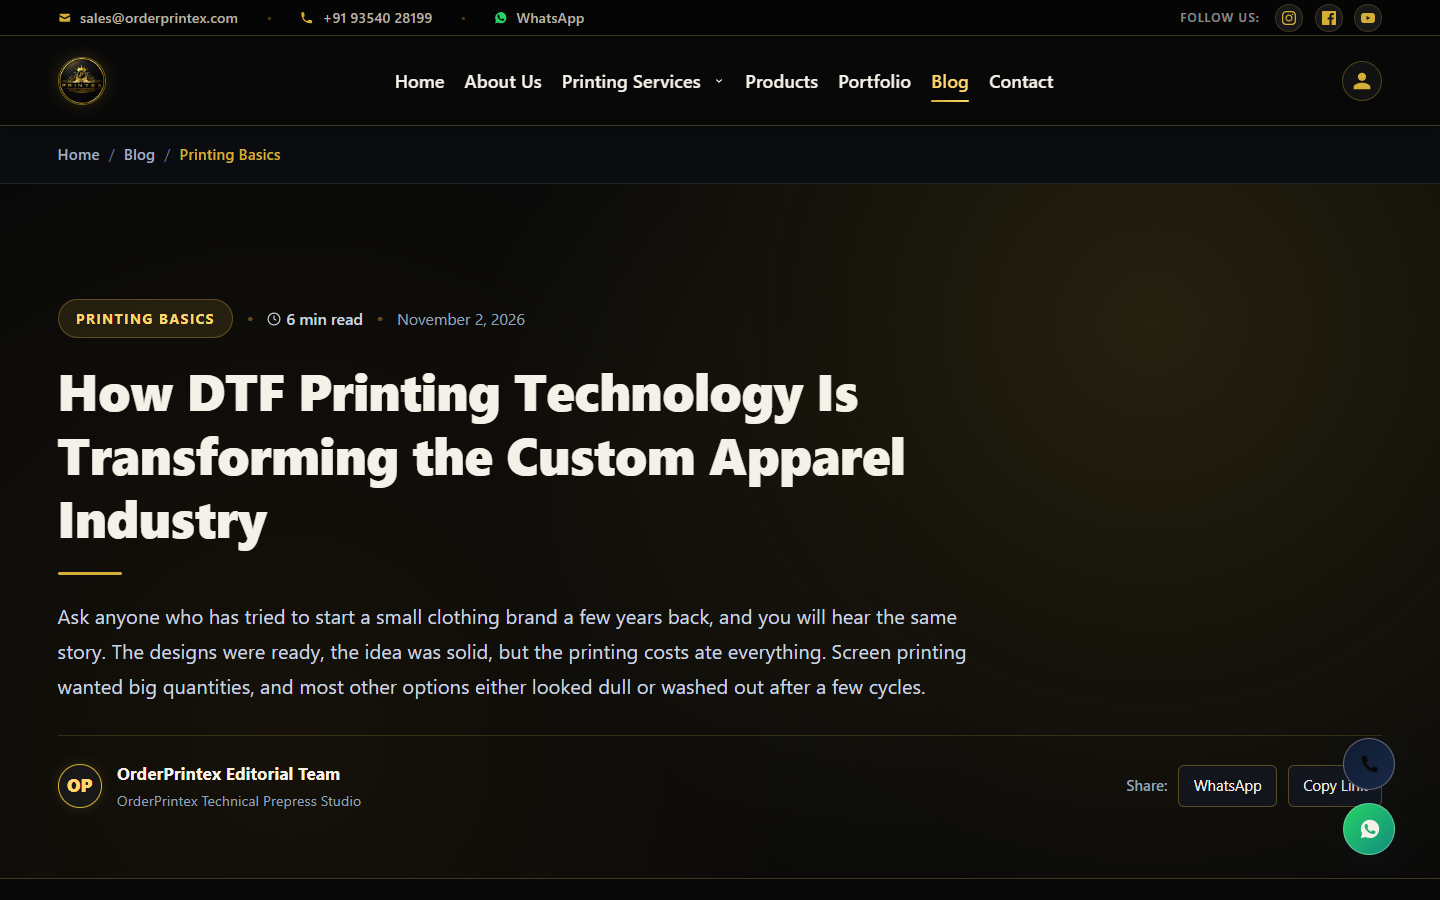 sales@orderprintex.com
+91 93540 28199
WhatsApp
FOLLOW US:
PRINTEX
Home
About Us
Printing Services
Products
Portfolio
Blog
Contact
Home / Blog / Printing Basics
PRINTING BASICS
6 min read
November 2, 2026
How DTF Printing Technology Is
Transforming the Custom Apparel
Industry
Ask anyone who has tried to start a small clothing brand a few years back, and you will hear the same
story. The designs were ready, the idea was solid, but the printing costs ate everything. Screen printing
wanted big quantities, and most other options either looked dull or washed out after a few cycles.
OP
OrderPrintex Editorial Team
OrderPrintex Technical Prepress Studio
Share:
WhatsApp
Copy Link